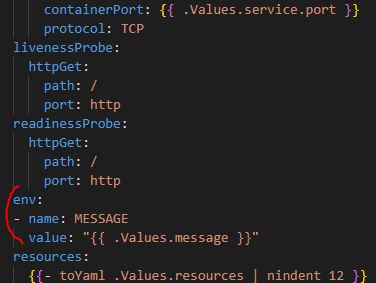 containerPort: {{ .Values.service.port }}
protocol: TCP
livenessProbe:
httpGet:
path: /
port: http
readinessProbe:
httpGet:
path: /
port: http
env:
- name: MESSAGE
value: "{{ .Values.message }}"
resources:
{{- toYaml .Values.resources | nindent 12 }}